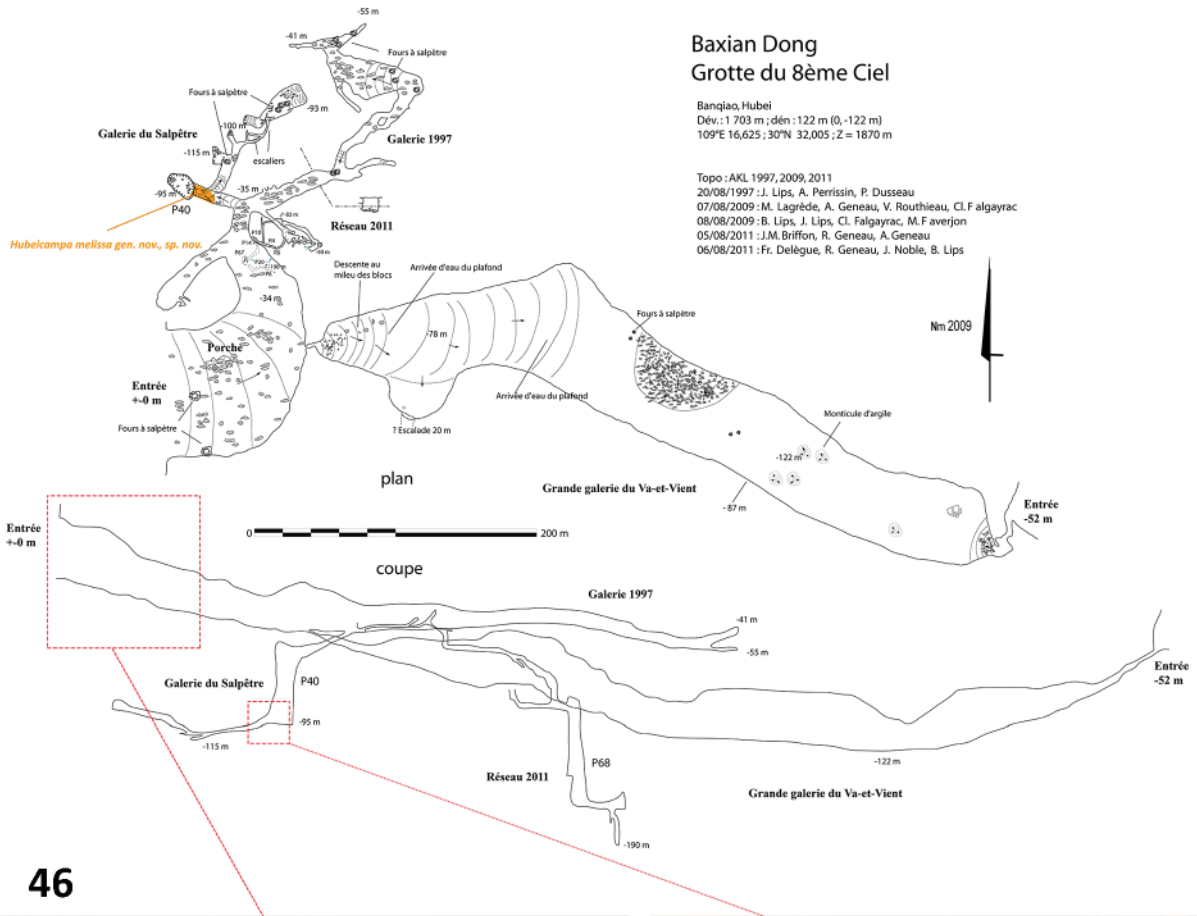 Baxian Dong
Grotte du 8ème Ciel
Banqiao, Hubei
Dév. : 1 703 m ; dén : 122 m (0, -122 m)
109°E 16,625 ; 30°N 32,005 ; Z = 1870 m
Topo : AKL 1997, 2009, 2011
20/08/1997 : J. Lips, A. Perrissin, P. Dusseau
07/08/2009 : M. Lagrède, A. Geneau, V. Routhieau, Cl. F algayrac
08/08/2009 : B. Lips, J. Lips, Cl. Falgayrac, M.F averjon
05/08/2011 : J.M. Briffon, R. Geneau, A. Geneau
06/08/2011 : Fr. Delègue, R. Geneau, J. Noble, B. Lips
Nm 2009
-55 m
-41 m
Fours à salpêtre
Fours à salpêtre
-93 m
-100 m
Galerie du Salpêtre
Galerie 1997
-115 m
escaliers
-95 m
-35 m
P40
Réseau 2011
Hubeicampa melissa gen. nov., sp. nov.
P10
P14
P67
P20
Descente au
mileu des blocs
Arrivée d'eau du plafond
-34 m
-78 m
Fours à salpêtre
Porche
Entrée
+-0 m
Arrivée d'eau du plafond
Fours à salpêtre
? Escalade 20 m
Monticule d'argile
-122 m
plan
Grande galerie du Va-et-Vient
- 87 m
Entrée
-52 m
Entrée
+-0 m
0
200 m
coupe
Galerie 1997
-41 m
-55 m
Galerie du Salpêtre
P40
Entrée
-52 m
-95 m
-115 m
P68
-122 m
Réseau 2011
Grande galerie du Va-et-Vient
-190 m
46